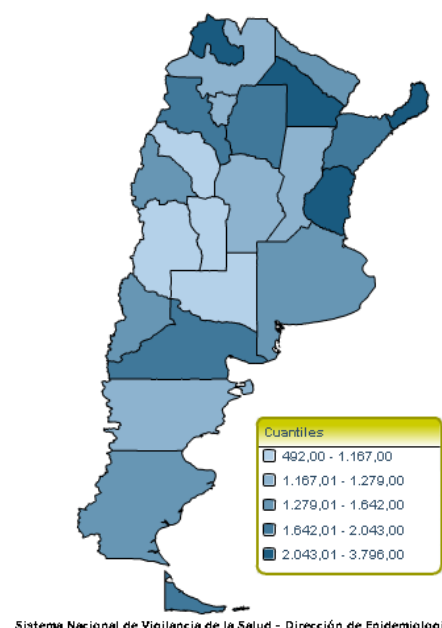 Cuantiles
492,00 - 1.167,00
1.167,01 - 1.279,00
1.279,01 - 1.642,00
1.642,01 - 2.043,00
2.043,01 - 3.796,00
Sistema Nacional de Vigilancia de la Salud - Dirección de Epidemiologí